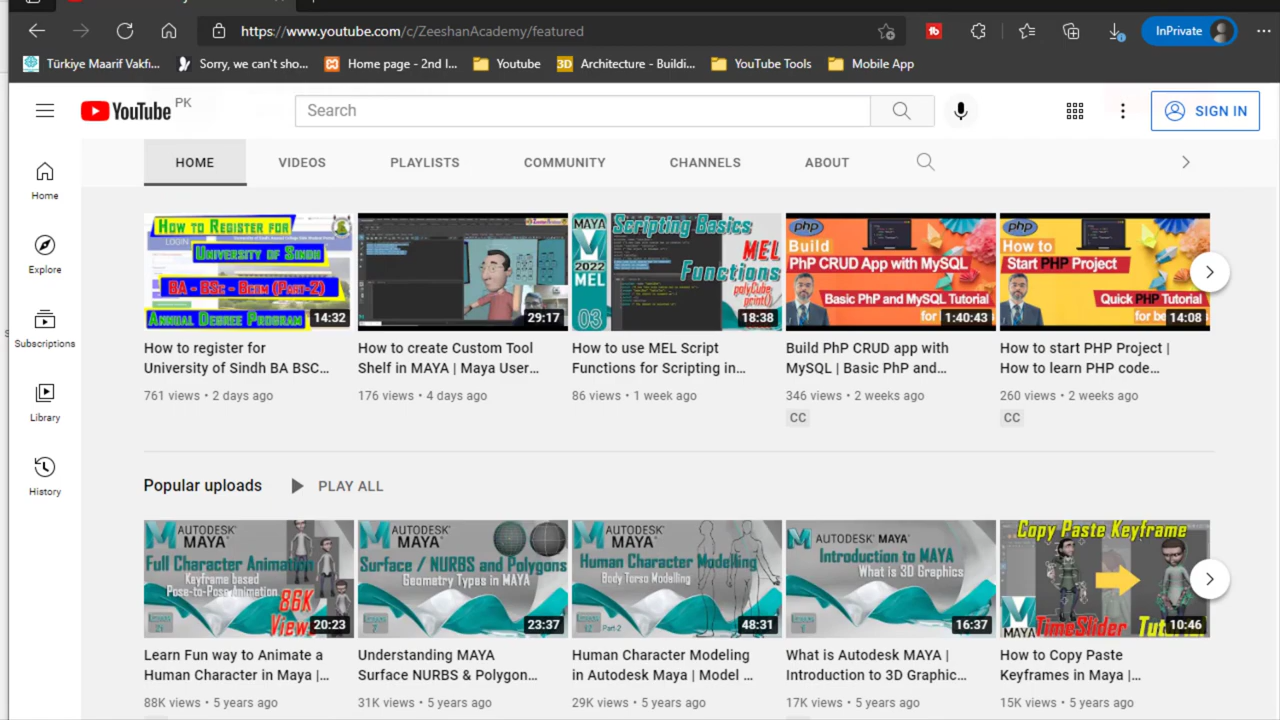 https://www.youtube.com/c/ZeeshanAcademy/featured
InPrivate
Türkiye Maarif Vakfı...
Sorry, we can't sho...
Home page - 2nd I...
Youtube
3D Architecture - Buildi...
YouTube Tools
Mobile App
YouTube PK
Search
SIGN IN
HOME
VIDEOS
PLAYLISTS
COMMUNITY
CHANNELS
ABOUT
Home
Explore
Subscriptions
Library
History
How to Register for
University of Sindh
BA - BSc - BCom (Part-2)
Annual Degree Program
14:32
29:17
MAYA
2022
MEL
03
Scripting Basics
MEL
Functions
polyCube
print()
18:38
php
Build
PhP CRUD App with MySQL
Basic PhP and MySQL Tutorial
for
1:40:43
php
How to
Start PHP Project
Quick PHP Tutorial
for be
14:08
How to register for
University of Sindh BA BSC...
761 views • 2 days ago
How to create Custom Tool
Shelf in MAYA | Maya User...
176 views • 4 days ago
How to use MEL Script
Functions for Scripting in...
86 views • 1 week ago
Build PhP CRUD app with
MySQL | Basic PhP and...
346 views • 2 weeks ago
CC
How to start PHP Project |
How to learn PHP code...
260 views • 2 weeks ago
CC
Popular uploads
PLAY ALL
AUTODESK
MAYA
Full Character Animation
Keyframe based
Pose-to-Pose Animation
86K
Views
20:23
AUTODESK
MAYA
Surface / NURBS and Polygons
Geometry Types in MAYA
23:37
AUTODESK
MAYA
Human Character Modelling
Body Torso Modelling
Part 2
48:31
AUTODESK MAYA
Introduction to MAYA
What is 3D Graphics
16:37
Copy Paste Keyframe
MAYA
TimeSlider
10:46
Learn Fun way to Animate a
Human Character in Maya |...
88K views • 5 years ago
Understanding MAYA
Surface NURBS & Polygon...
31K views • 5 years ago
Human Character Modeling
in Autodesk Maya | Model ...
29K views • 5 years ago
What is Autodesk MAYA |
Introduction to 3D Graphic...
17K views • 5 years ago
How to Copy Paste
Keyframes in Maya |...
15K views • 5 years ago